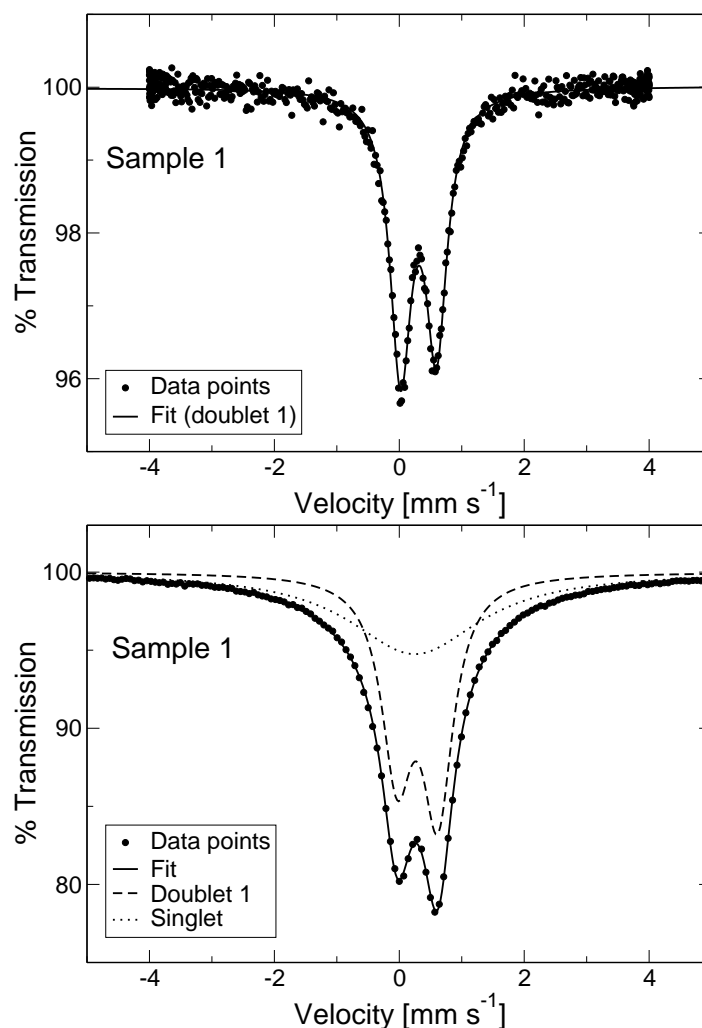 100
98
96
% Transmission
Sample 1
Data points
Fit (doublet 1)
-4 -2 0 2 4
Velocity [mm s⁻¹]
100
90
80
% Transmission
Sample 1
Data points
Fit
Doublet 1
Singlet
-4 -2 0 2 4
Velocity [mm s⁻¹]